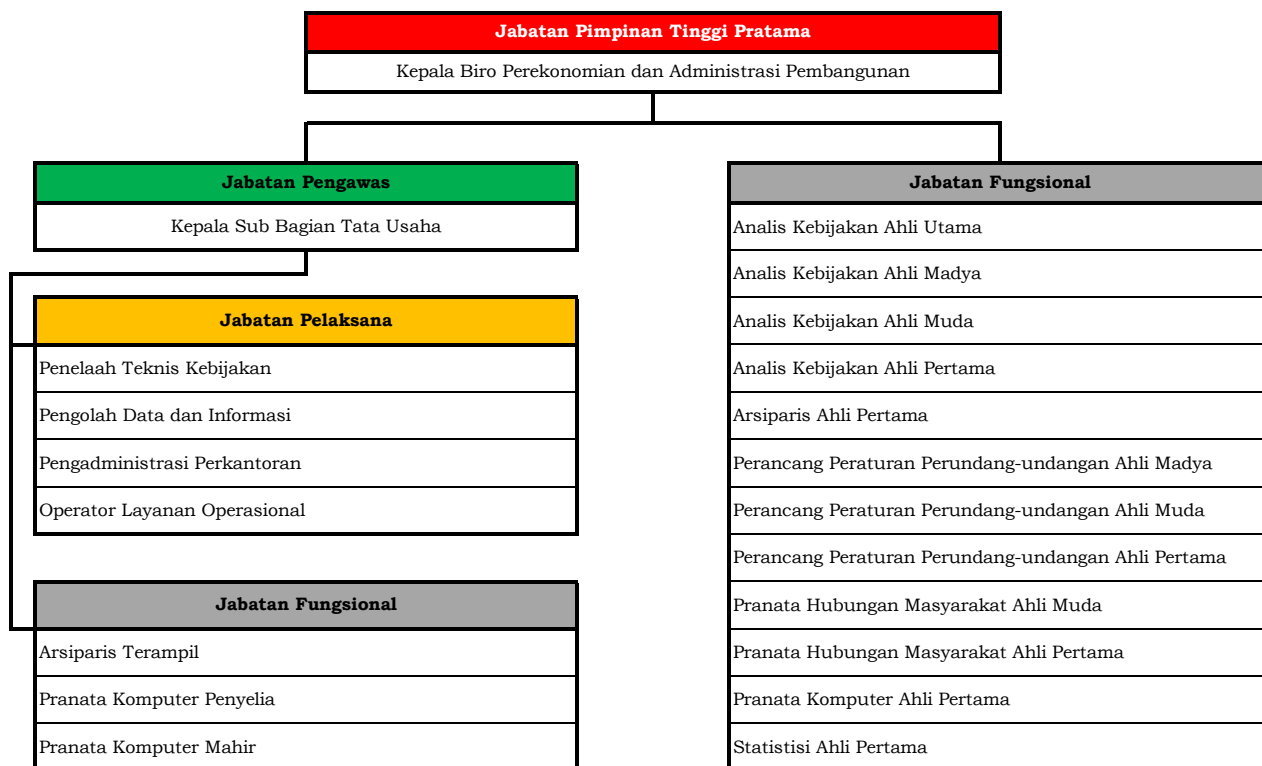 Jabatan Pimpinan Tinggi Pratama
Kepala Biro Perekonomian dan Administrasi Pembangunan
Jabatan Pengawas
Kepala Sub Bagian Tata Usaha
Jabatan Pelaksana
Penelaah Teknis Kebijakan
Pengolah Data dan Informasi
Pengadministrasi Perkantoran
Operator Layanan Operasional
Jabatan Fungsional
Arsiparis Terampil
Pranata Komputer Penyelia
Pranata Komputer Mahir
Jabatan Fungsional
Analis Kebijakan Ahli Utama
Analis Kebijakan Ahli Madya
Analis Kebijakan Ahli Muda
Analis Kebijakan Ahli Pertama
Arsiparis Ahli Pertama
Perancang Peraturan Perundang-undangan Ahli Madya
Perancang Peraturan Perundang-undangan Ahli Muda
Perancang Peraturan Perundang-undangan Ahli Pertama
Pranata Hubungan Masyarakat Ahli Muda
Pranata Hubungan Masyarakat Ahli Pertama
Pranata Komputer Ahli Pertama
Statistisi Ahli Pertama